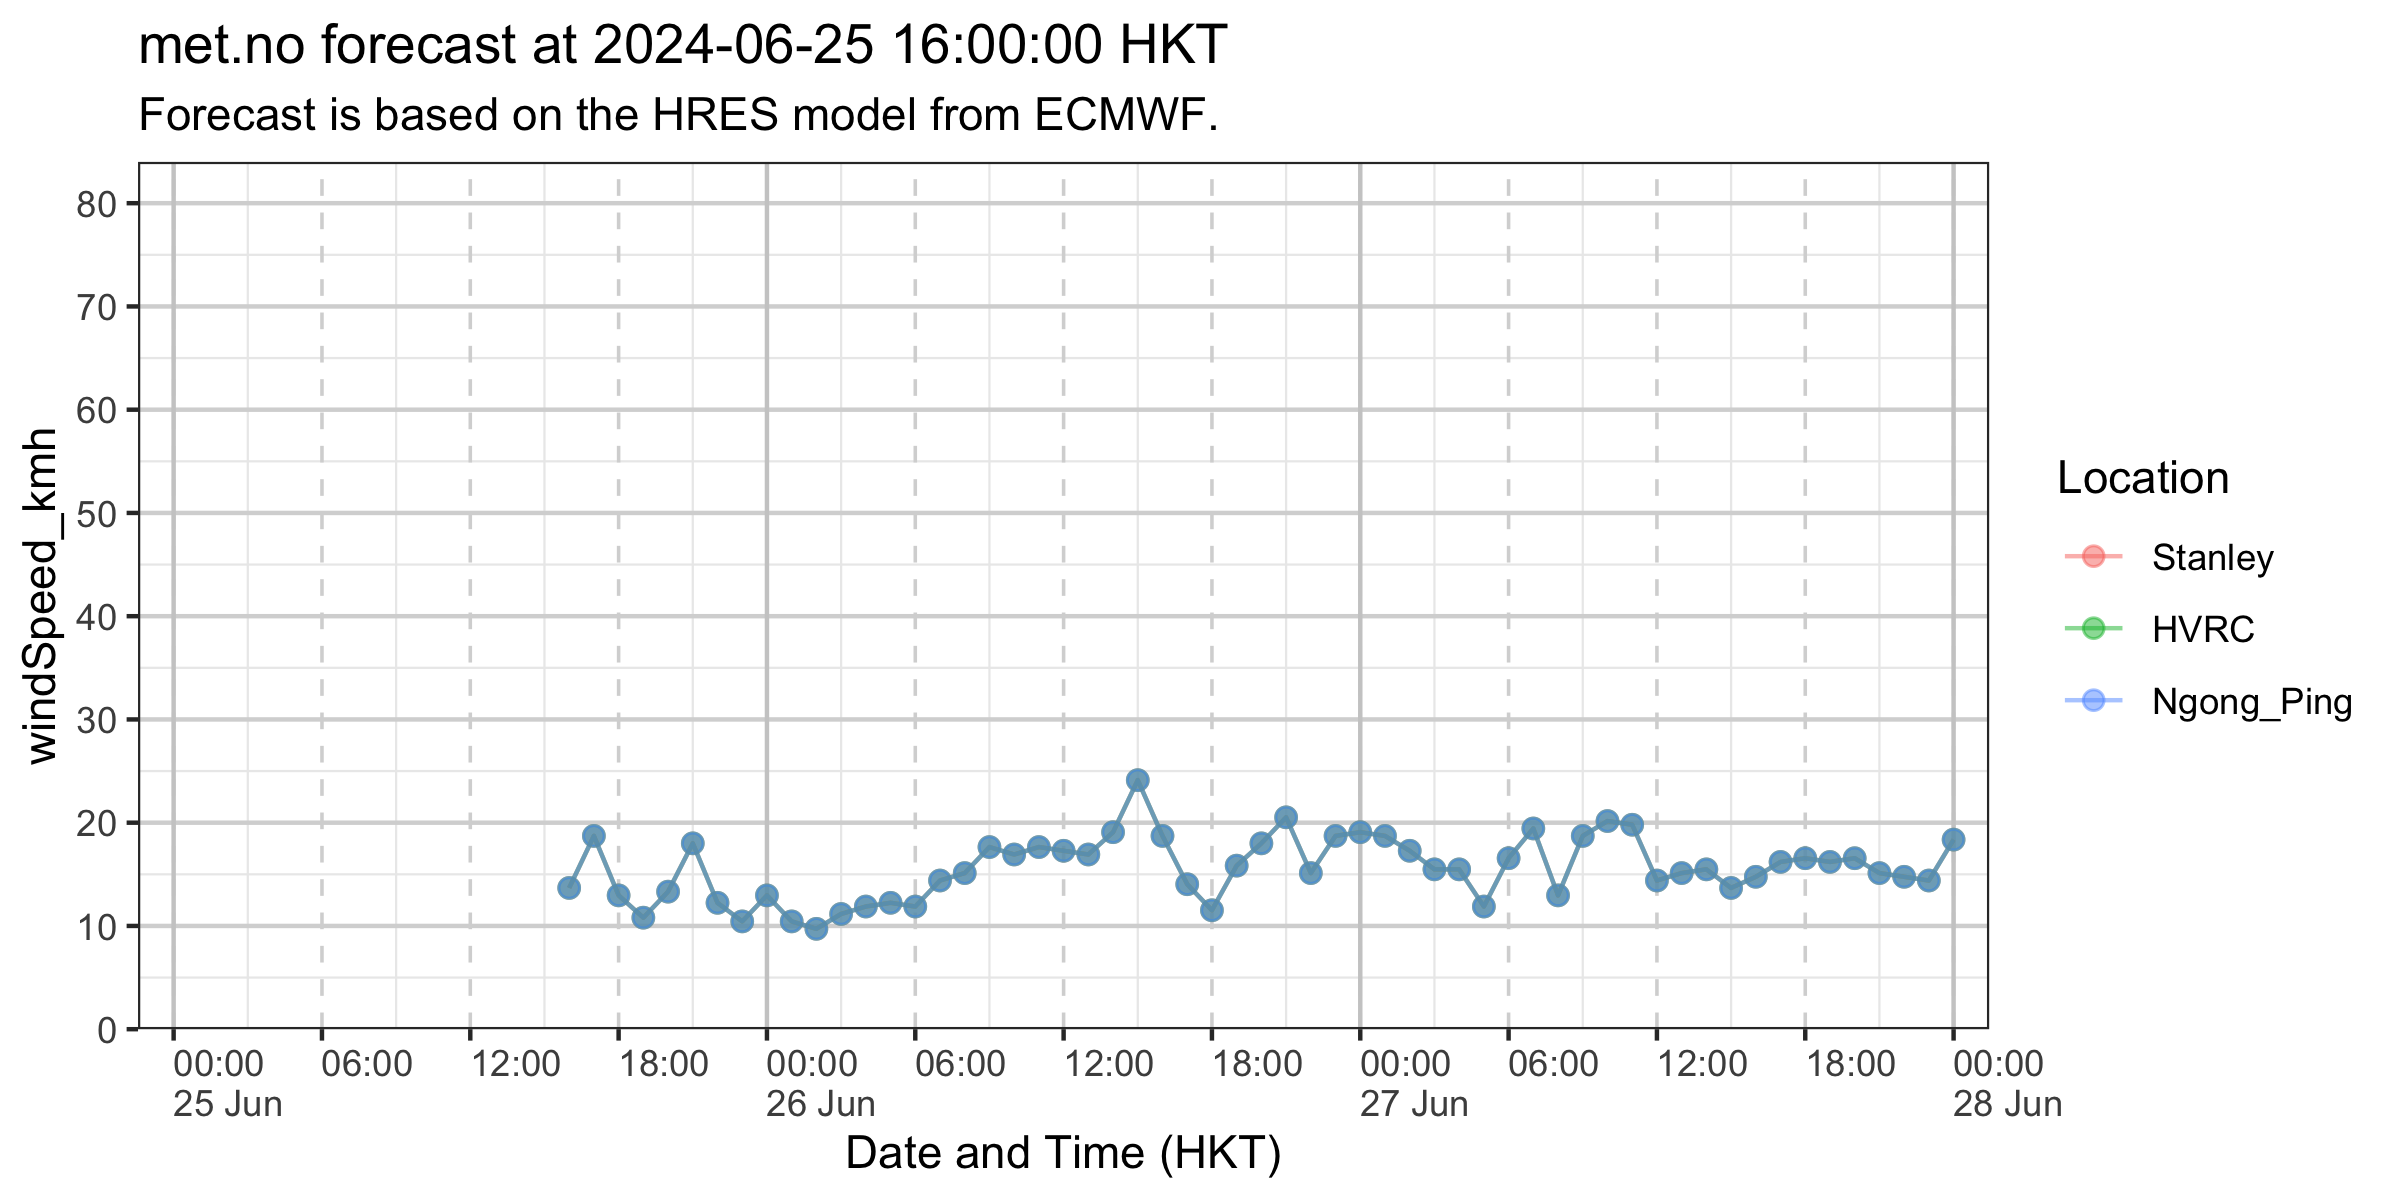 met.no forecast at 2024-06-25 16:00:00 HKT
Forecast is based on the HRES model from ECMWF.
windSpeed_kmh
80
70
60
50
40
30
20
10
0
00:00 06:00 12:00 18:00 00:00 06:00 12:00 18:00 00:00 06:00 12:00 18:00 00:00
25 Jun 26 Jun 27 Jun 28 Jun
Date and Time (HKT)
Location
Stanley
HVRC
Ngong_Ping